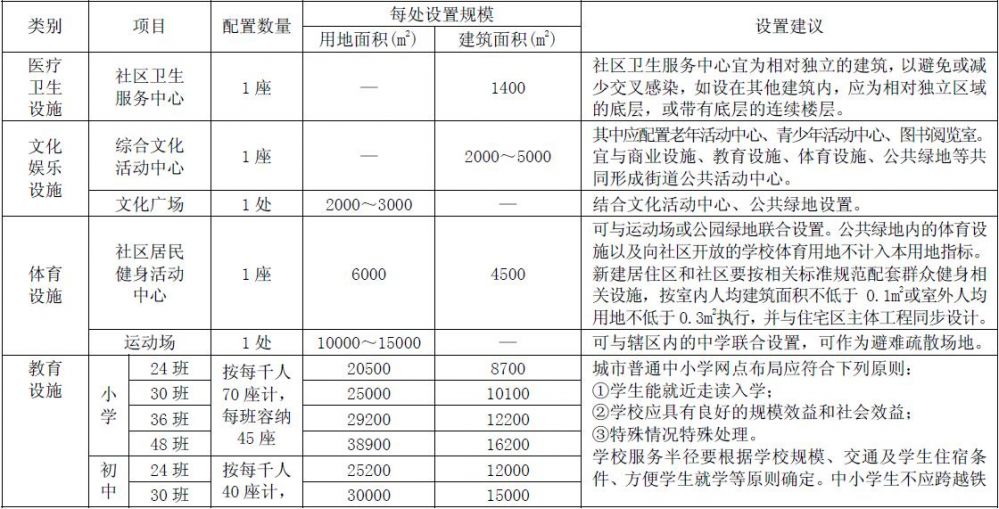 类别 项目 配置数量 每处设置规模 设置建议
用地面积(m²) 建筑面积(m²)
医疗
卫生
设施
社区卫生
服务中心
1座 — 1400
社区卫生服务中心宜为相对独立的建筑，以避免或减
少交叉感染，如设在其他建筑内，应为相对独立区域
的底层，或带有底层的连续楼层。
文化
娱乐
设施
综合文化
活动中心
1座 — 2000～5000
其中应配置老年活动中心、青少年活动中心、图书阅览室。
宜与商业设施、教育设施、体育设施、公共绿地等共
同形成街道公共活动中心。
文化广场 1处 2000～3000 — 结合文化活动中心、公共绿地设置。
体育
设施
社区居民
健身活动
中心
1座 6000 4500
可与运动场或公园绿地联合设置。公共绿地内的体育设
施以及向社区开放的学校体育用地不计入本用地指标。
新建居住区和社区要按相关标准规范配套群众健身相
关设施，按室内人均建筑面积不低于 0.1m²或室外人均
用地不低于0.3m²执行，并与住宅区主体工程同步设计。
运动场 1处 10000～15000 — 可与辖区内的中学联合设置，可作为避难疏散场地。
教育
设施
小
学
24班 20500 8700
30班 25000 10100
36班 29200 12200
48班 38900 16200
按每千人
70座计，
每班容纳
45座
初
中
24班 25200 12000
30班 30000 15000
按每千人
40座计，
城市普通中小学网点布局应符合下列原则：
①学生能就近走读入学；
②学校应具有良好的规模效益和社会效益；
③特殊情况特殊处理。
学校服务半径要根据学校规模、交通及学生住宿条
件、方便学生就学等原则确定。中小学生不应跨越铁